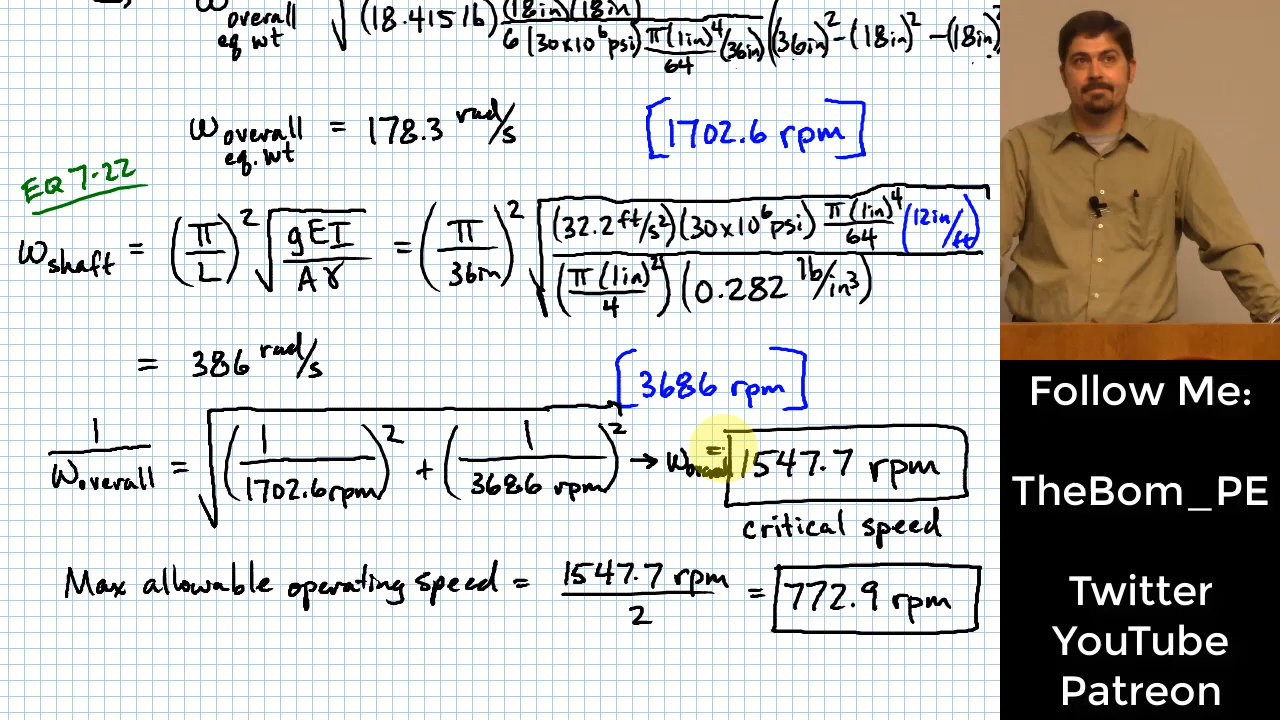 ω overall eq wt √(18.415 lb) (18in)(18in) / 6(30x10⁶ psi) π(1in)⁴/64 (36in) ((36in)² - (18in)² - (18in)²
ω overall eq. wt = 178.3 rad/s [1702.6 rpm]
EQ 7-22
ω shaft = (π/L)² √(gEI/Aγ) = (π/36in)² √((32.2 ft/s²)(30x10⁶ psi) π(1in)⁴/64 (12in/ft) / (π(1in)²/4)(0.282 lb/in³))
= 386 rad/s [3686 rpm]
1/ω overall = √((1/1702.6rpm)² + (1/3686 rpm)²) → ω overall = 1547.7 rpm
critical speed
Max allowable operating speed = 1547.7 rpm / 2 = 772.9 rpm
Follow Me:
TheBom_PE
Twitter
YouTube
Patreon